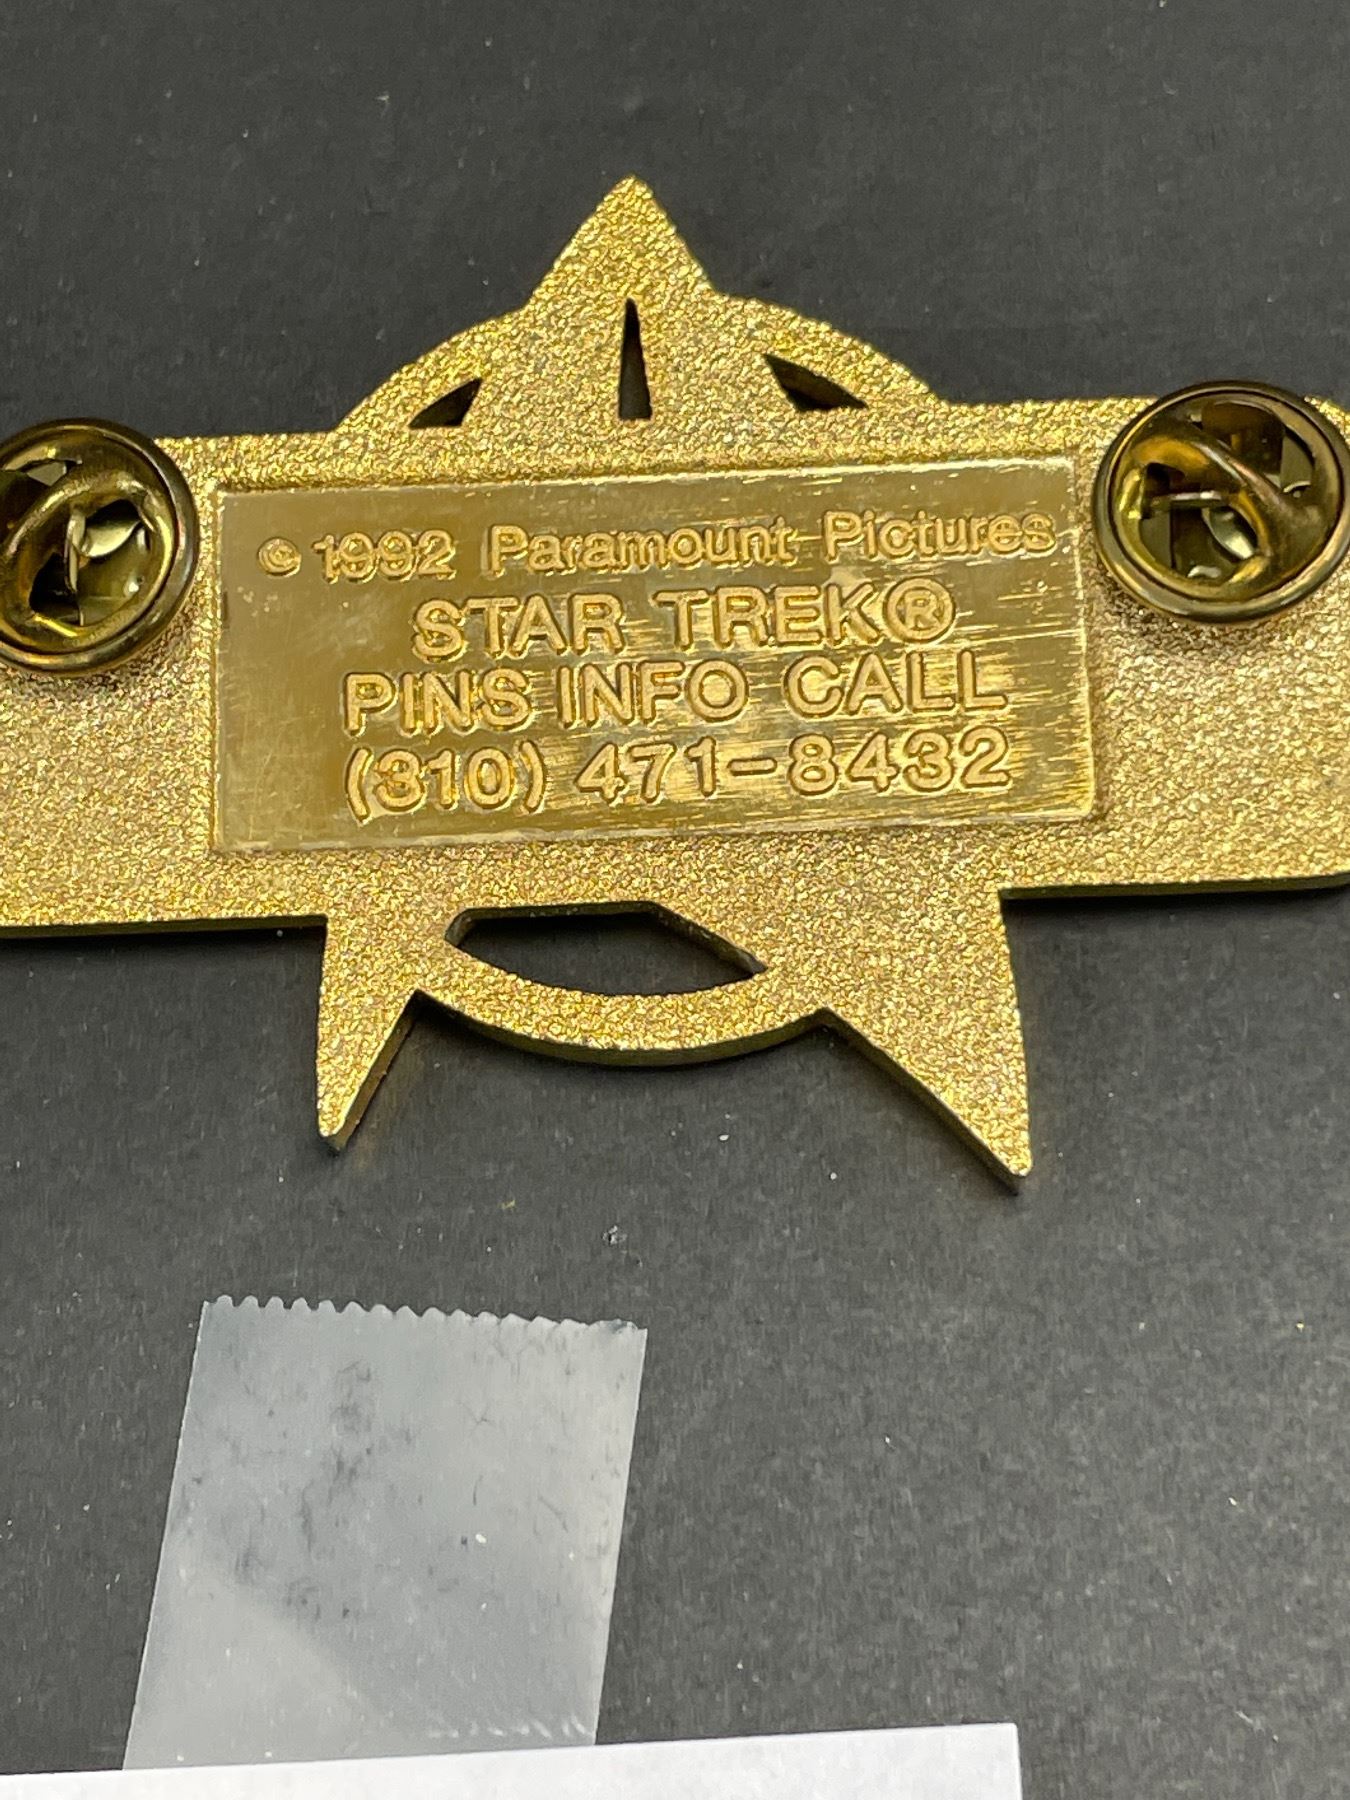 © 1992 Paramount Pictures
STAR TREK®
PINS INFO CALL
(310) 471-8432